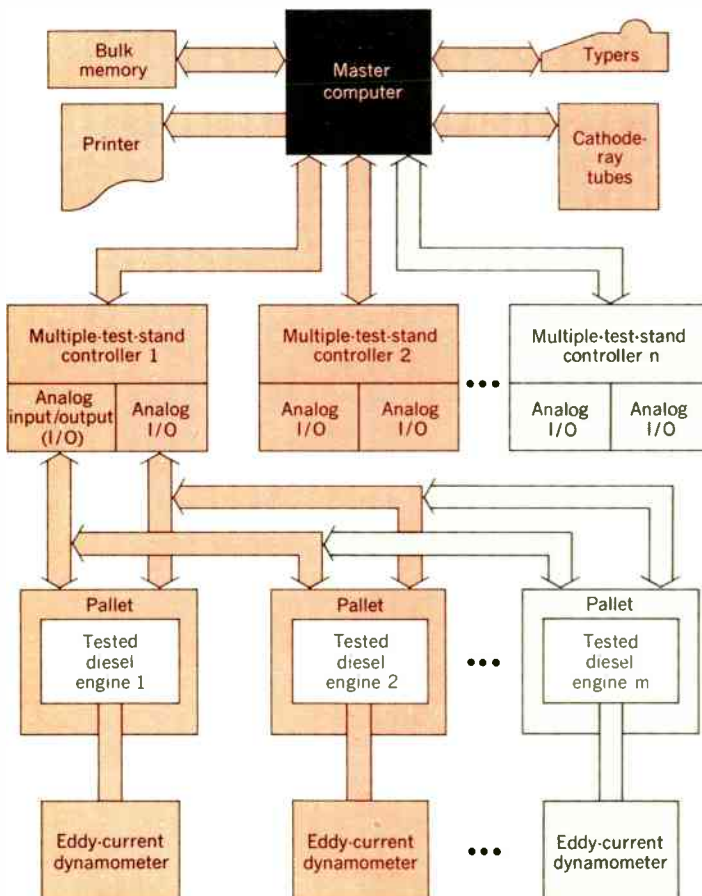 Bulk
memory
Master
computer
Typers
Printer
Cathode-
ray
tubes
Multiple-test-stand
controller 1
Multiple-test-stand
controller 2
Multiple-test-stand
controller n
•••
Analog
input/output
(I/O)
Analog
I/O
Analog
I/O
Analog
I/O
Analog
I/O
Analog
I/O
Pallet
Tested
diesel
engine 1
Pallet
Tested
diesel
engine 2
•••
Pallet
Tested
diesel
engine m
Eddy-current
dynamometer
Eddy-current
dynamometer
•••
Eddy-current
dynamometer